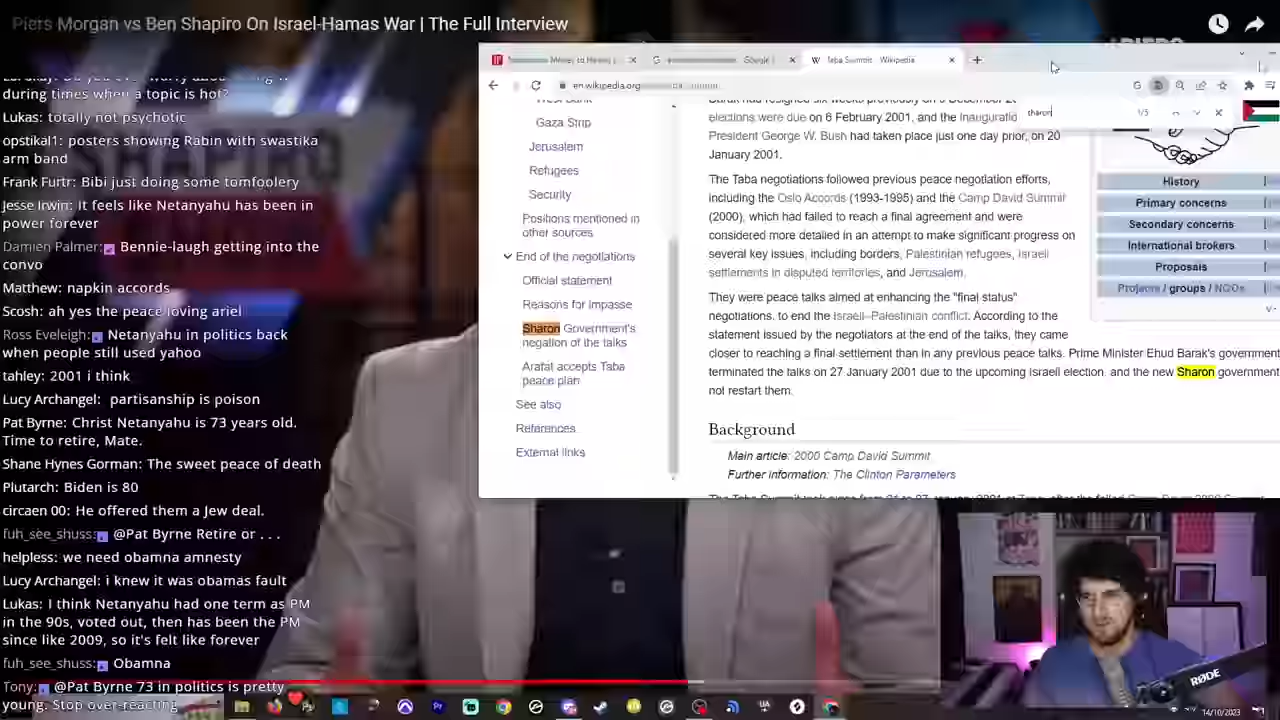 Piers Morgan vs Ben Shapiro On Israel-Hamas War | The Full Interview
during times when a topic is hot?
Lukas: totally not psychotic
opstikal1: posters showing Rabin with swastika
arm band
Frank Furtr: Bibi just doing some tomfoolery
Jesse Invit: it feels like Netanyahu has been in
power forever
Damien Palmer: Bennie-laugh getting into the
convo
Matthew: napkin accords
Scosh: ah yes the peace loving ariel
Ross Eveleigh: Netanyahu in politics back
when people still used yahoo
tahley: 2001 i think
Lucy Archangel: partisanship is poison
Pat Byrne: Christ Netanyahu is 73 years old.
Time to retire, Mate.
Shane Hynes Gorman: The sweet peace of death
Plutarch: Biden is 80
circaen 00: He offered them a Jew deal.
fuh_see_shuss: @Pat Byrne Retire or . . .
helpless: we need obamna amnesty
Lucy Archangel: i knew it was obamas fault
Lukas: I think Netanyahu had one term as PM
in the 90s, voted out, then has been the PM
since like 2009, so it's felt like forever
fuh_see_shuss: Obamna
Tony: @Pat Byrne 73 in politics is pretty
young. Stop overreacting
Google
Taba Summit - Wikipedia
en.wikipedia.org
sharon
1/5
West Bank
Gaza Strip
Jerusalem
Refugees
Security
Positions mentioned in
other sources
End of the negotiations
Official statement
Reasons for impasse
Sharon Government's
negation of the talks
Arafat accepts Taba
peace plan
See also
References
External links
Barak had resigned six weeks previously on 9 December
elections were due on 6 February 2001, and the inauguration
President George W. Bush had taken place just one day prior, on 20
January 2001.
The Taba negotiations followed previous peace negotiation efforts,
including the Oslo Accords (1993-1995) and the Camp David Summit
(2000), which had failed to reach a final agreement and were
considered more detailed in an attempt to make significant progress on
several key issues, including borders, Palestinian refugees, Israeli
settlements in disputed territories, and Jerusalem.
They were peace talks aimed at enhancing the "final status"
negotiations. to end the Israeli–Palestinian conflict. According to the
statement issued by the negotiators at the end of the talks, they came
closer to reaching a final settlement than in any previous peace talks. Prime Minister Ehud Barak's government
terminated the talks on 27 January 2001 due to the upcoming Israeli election, and the new Sharon government
not restart them.
Background
Main article: 2000 Camp David Summit
Further information: The Clinton Parameters
History
Primary concerns
Secondary concerns
International brokers
Proposals
Projects / groups / NGOs
RØDE
14/10/2023